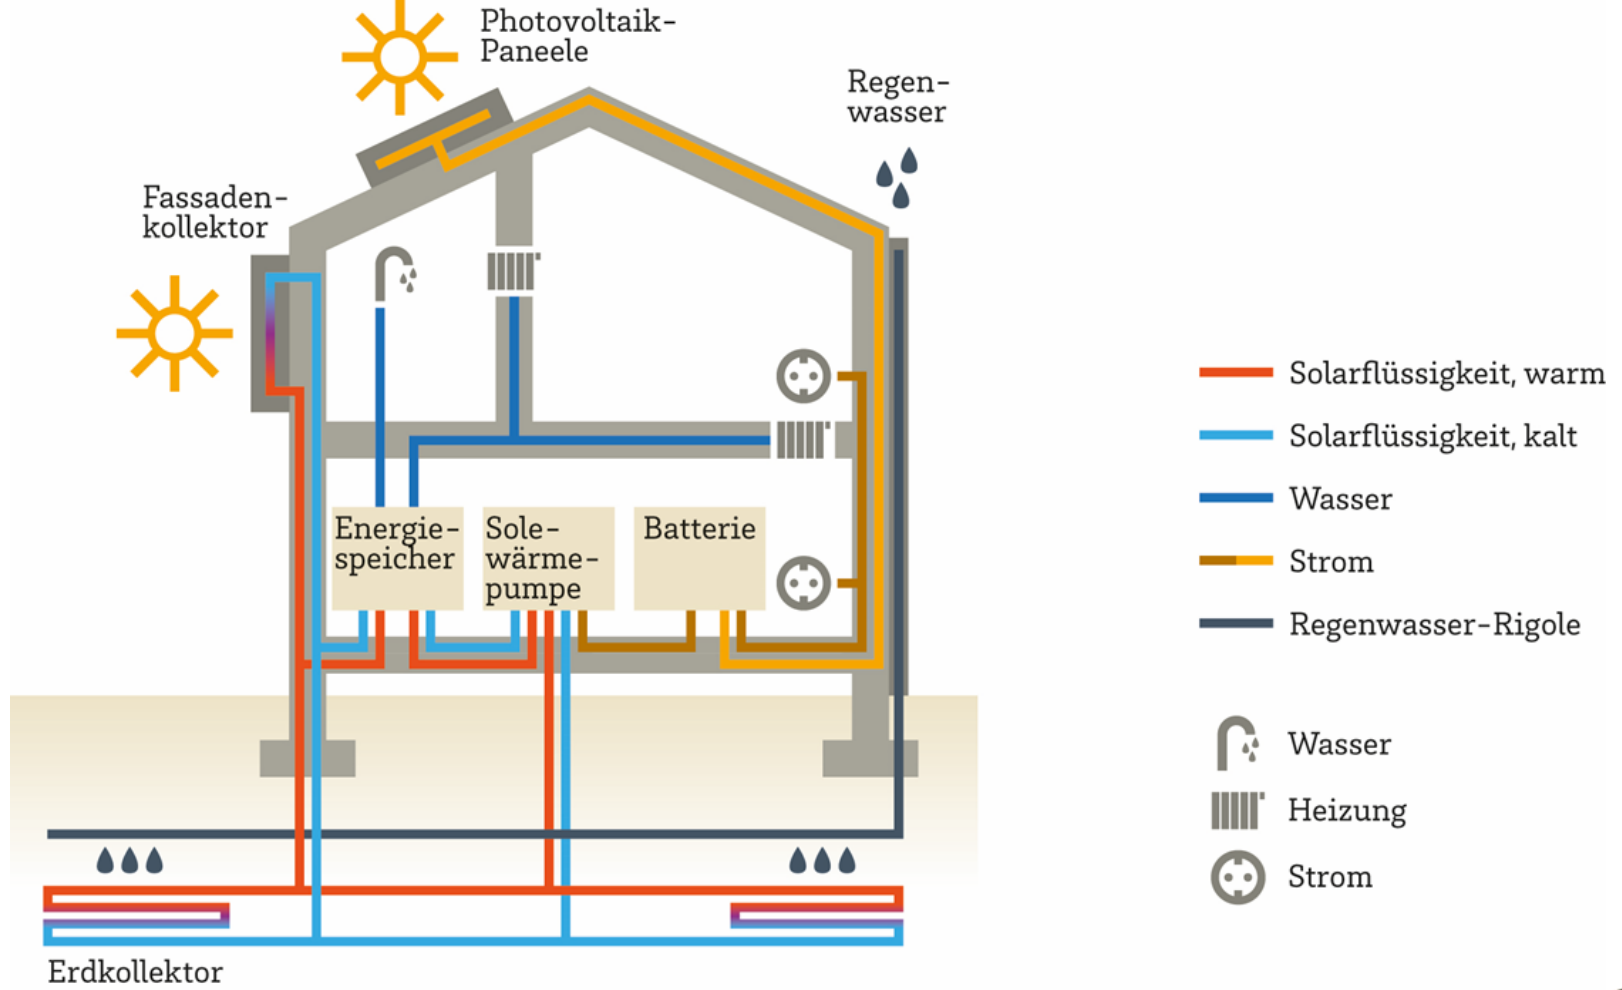 Photovoltaik-
Paneele
Regen-
wasser
Fassaden-
kollektor
Energie-
speicher
Sole-
wärme-
pumpe
Batterie
Erdkollektor
Solarflüssigkeit, warm
Solarflüssigkeit, kalt
Wasser
Strom
Regenwasser-Rigole
Wasser
Heizung
Strom